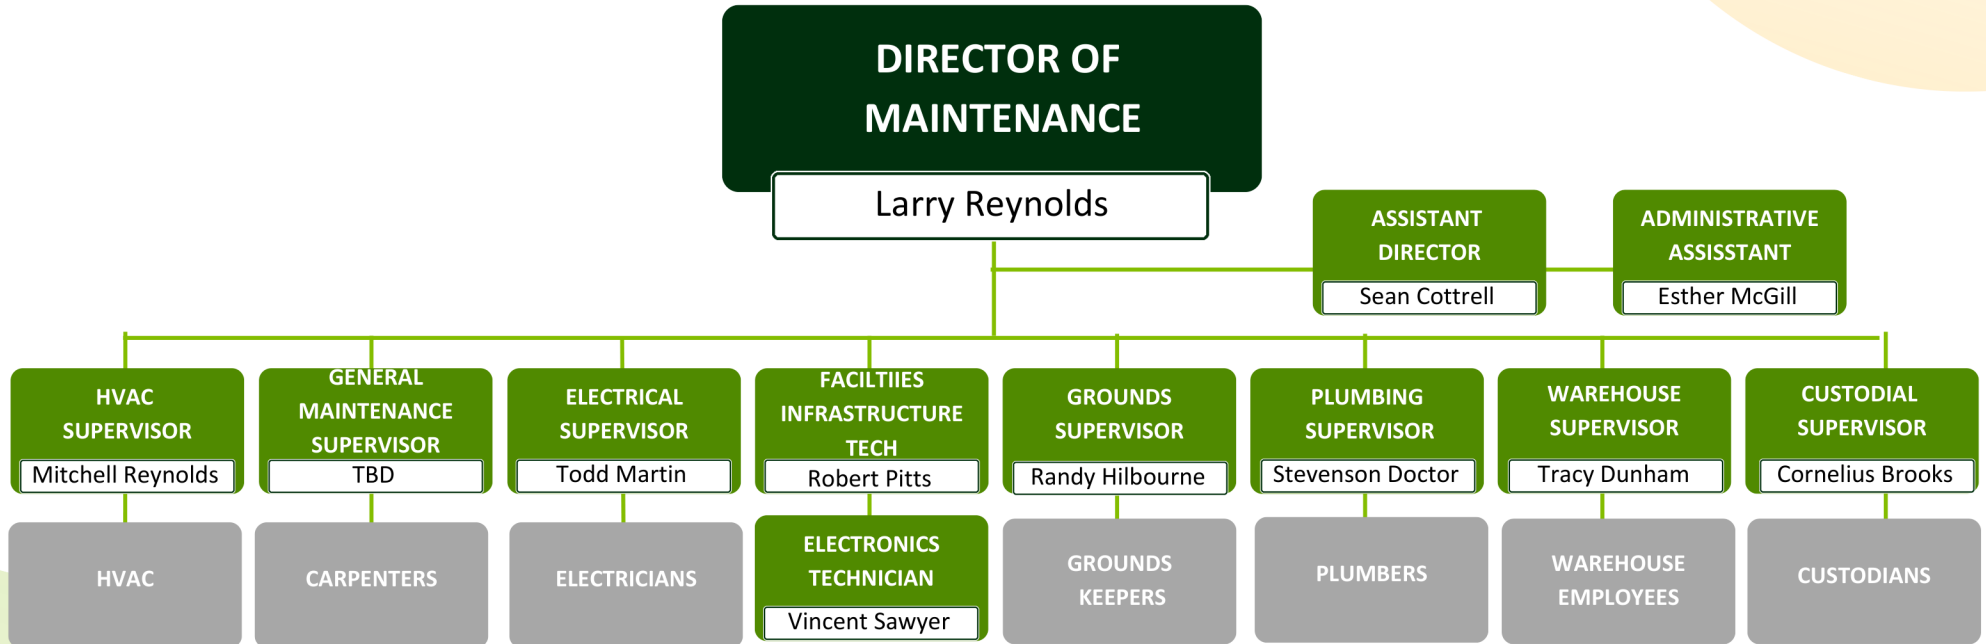 DIRECTOR OF
MAINTENANCE
Larry Reynolds
ASSISTANT
DIRECTOR
Sean Cottrell
ADMINISTRATIVE
ASSISSTANT
Esther McGill
HVAC
SUPERVISOR
Mitchell Reynolds
GENERAL
MAINTENANCE
SUPERVISOR
TBD
ELECTRICAL
SUPERVISOR
Todd Martin
FACILTIIES
INFRASTRUCTURE
TECH
Robert Pitts
GROUNDS
SUPERVISOR
Randy Hilbourne
PLUMBING
SUPERVISOR
Stevenson Doctor
WAREHOUSE
SUPERVISOR
Tracy Dunham
CUSTODIAL
SUPERVISOR
Cornelius Brooks
HVAC
CARPENTERS
ELECTRICIANS
ELECTRONICS
TECHNICIAN
Vincent Sawyer
GROUNDS
KEEPERS
PLUMBERS
WAREHOUSE
EMPLOYEES
CUSTODIANS